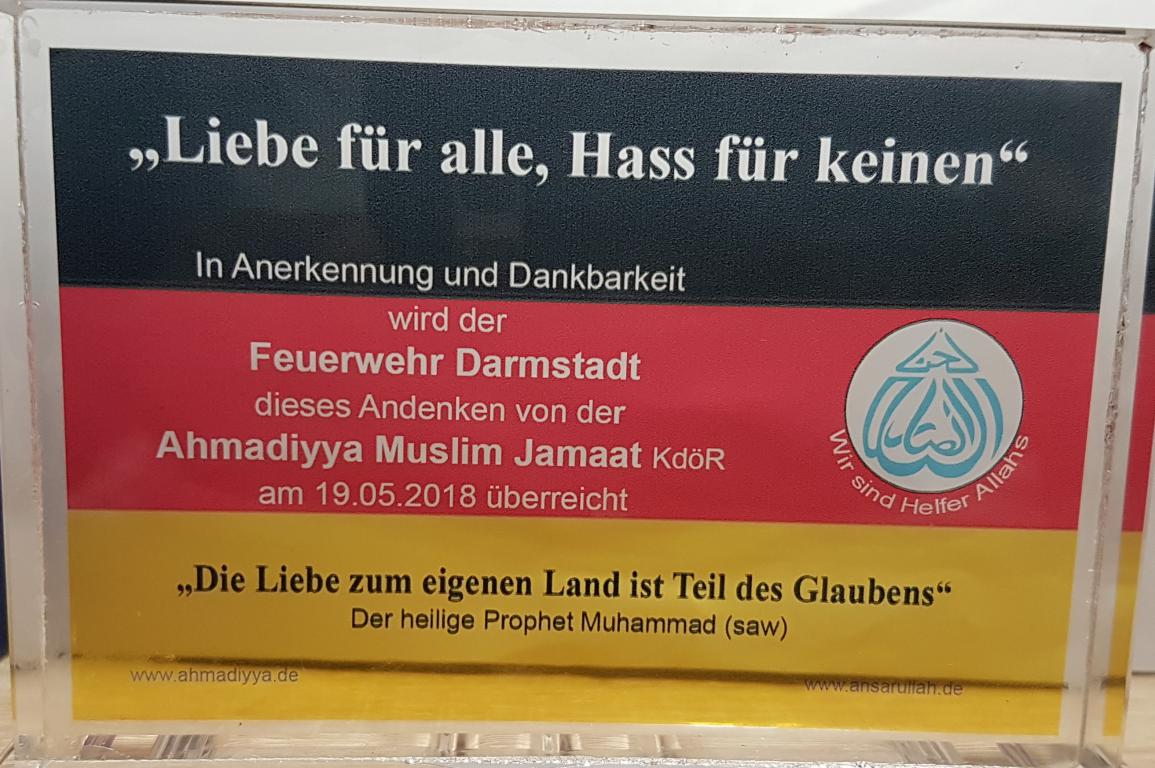 „Liebe für alle, Hass für keinen“
In Anerkennung und Dankbarkeit
wird der
Feuerwehr Darmstadt
dieses Andenken von der
Ahmadiyya Muslim Jamaat KdöR
am 19.05.2018 überreicht
Wir sind Helfer Allahs
„Die Liebe zum eigenen Land ist Teil des Glaubens“
Der heilige Prophet Muhammad (saw)
www.ahmadiyya.de
www.ansarullah.de